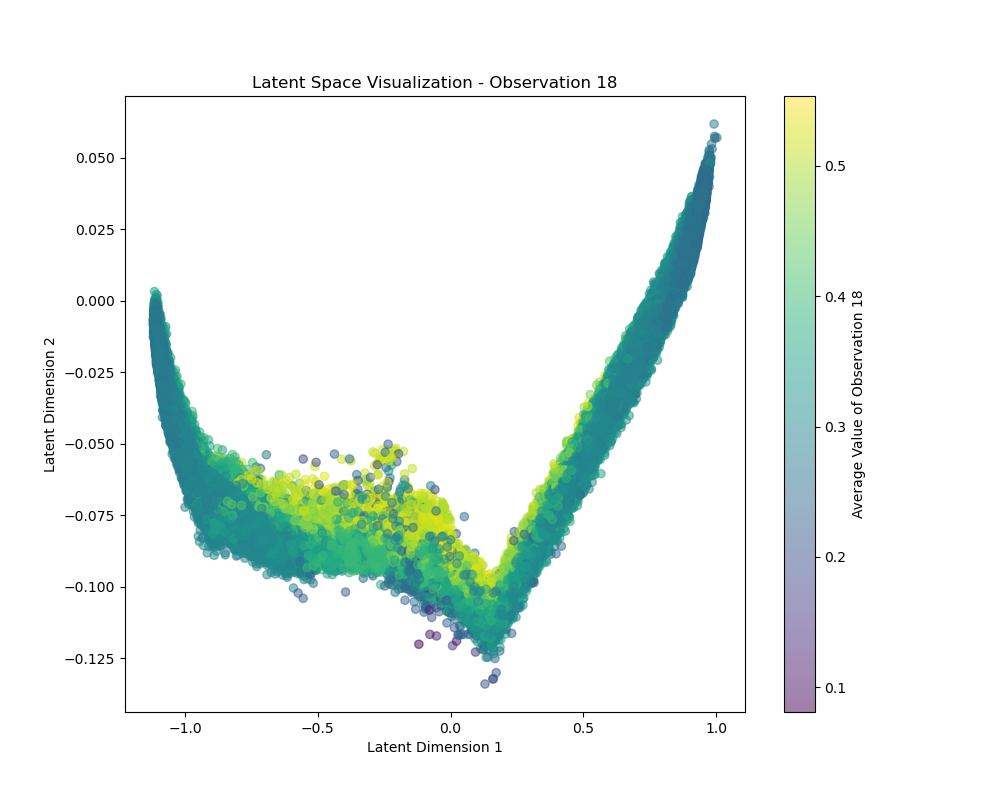 Latent Space Visualization - Observation 18
0.050
0.025
0.000
−0.025
−0.050
−0.075
−0.100
−0.125
Latent Dimension 2
−1.0 −0.5 0.0 0.5 1.0
Latent Dimension 1
0.5
0.4
0.3
0.2
0.1
Average Value of Observation 18